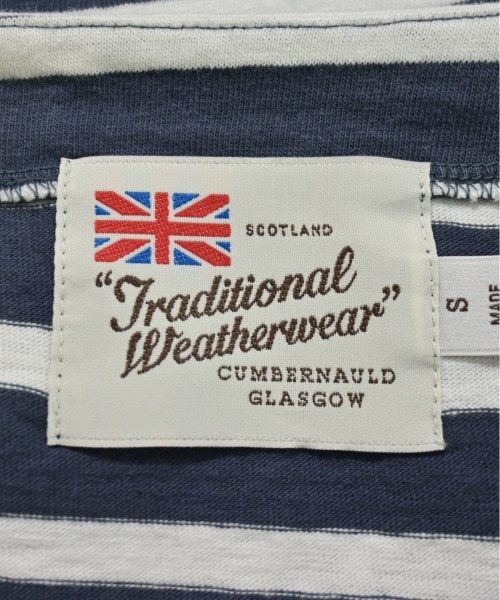 SCOTLAND
"Traditional
Weatherwear"
CUMBERNAULD
GLASGOW
S
MADE